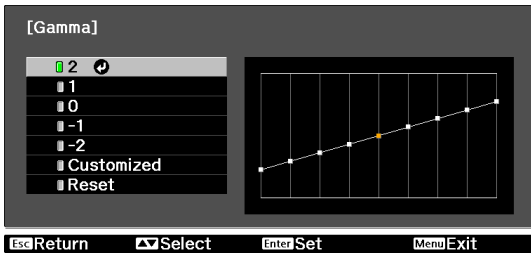 [Gamma]
2
1
0
-1
-2
Customized
Reset
Esc Return Select Enter Set Menu Exit